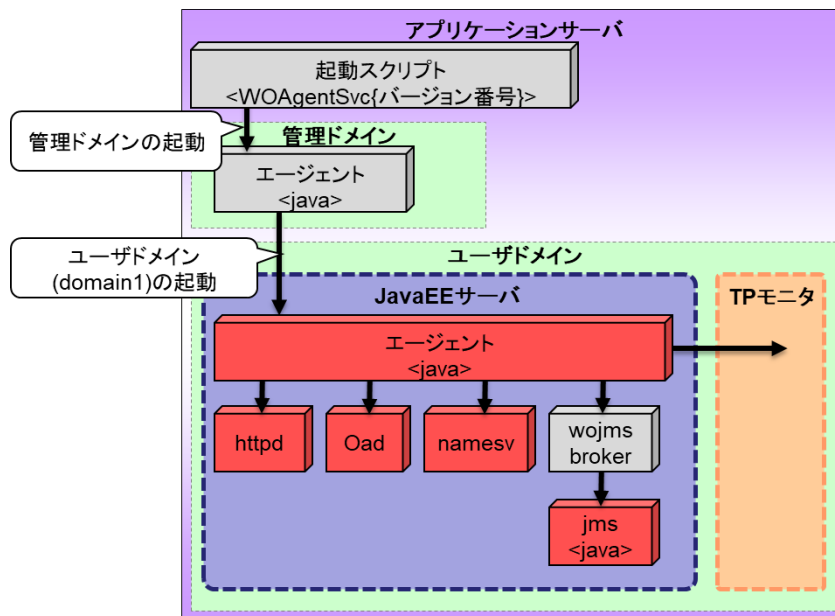 アプリケーションサーバ
起動スクリプト
<WOAgentSvc{バージョン番号}>
管理ドメインの起動
管理ドメイン
エージェント
<java>
ユーザドメイン
(domain1)の起動
ユーザドメイン
JavaEEサーバ
TPモニタ
エージェント
<java>
httpd
Oad
namesv
wojms
broker
jms
<java>